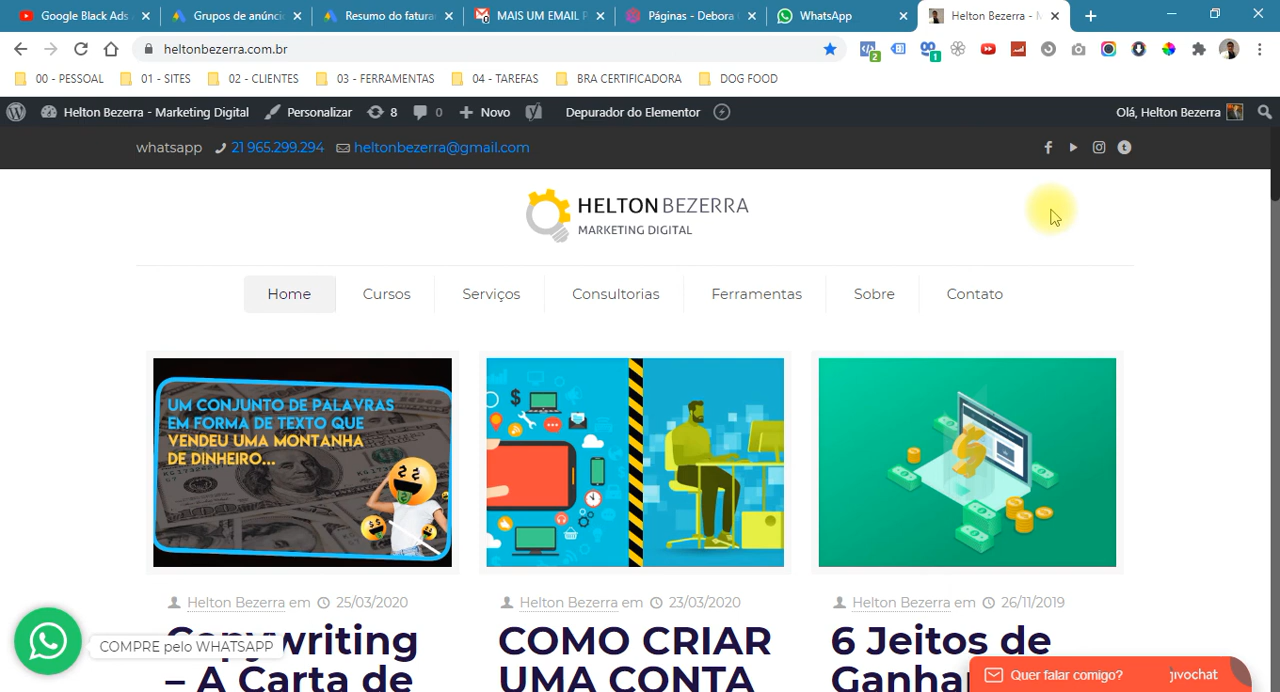 Google Black Ads
Grupos de anúnci
Resumo do fatura
MAIS UM EMAIL P
Páginas - Debora
WhatsApp
Helton Bezerra - M
heltonbezerra.com.br
2
1
00 - PESSOAL
01 - SITES
02 - CLIENTES
03 - FERRAMENTAS
04 - TAREFAS
BRA CERTIFICADORA
DOG FOOD
Helton Bezerra - Marketing Digital
Personalizar
8
0
Novo
Depurador do Elementor
Olá, Helton Bezerra
whatsapp
21 965.299.294
heltonbezerra@gmail.com
HELTON BEZERRA
MARKETING DIGITAL
Home
Cursos
Serviços
Consultorias
Ferramentas
Sobre
Contato
UM CONJUNTO DE PALAVRAS
EM FORMA DE TEXTO QUE
VENDEU UMA MONTANHA
DE DINHEIRO...
Helton Bezerra em 25/03/2020
Helton Bezerra em 23/03/2020
Helton Bezerra em 26/11/2019
Copywriting
– A Carta de
COMO CRIAR
UMA CONTA
6 Jeitos de
Ganha
COMPRE pelo WHATSAPP
Quer falar comigo?
jivochat